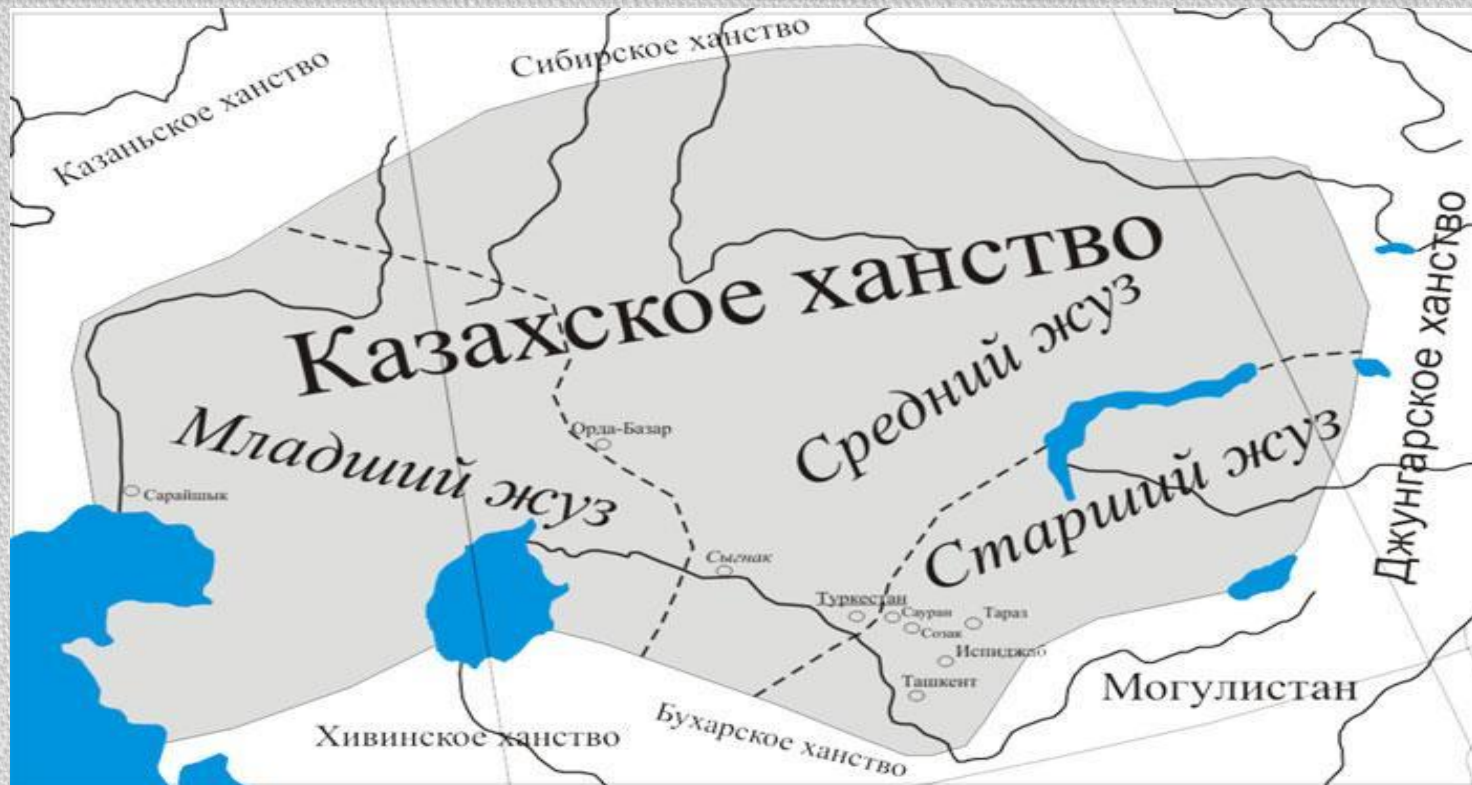 Сибирское ханство
Казаньское ханство
Казахское ханство
Джунгарское ханство
Средний жуз
Младший жуз
Старший жуз
Орда-Базар
Сарайшык
Сыгнак
Туркестан
Сауран
Тараз
Созак
Испиджаб
Ташкент
Могулистан
Хивинское ханство
Бухарское ханство